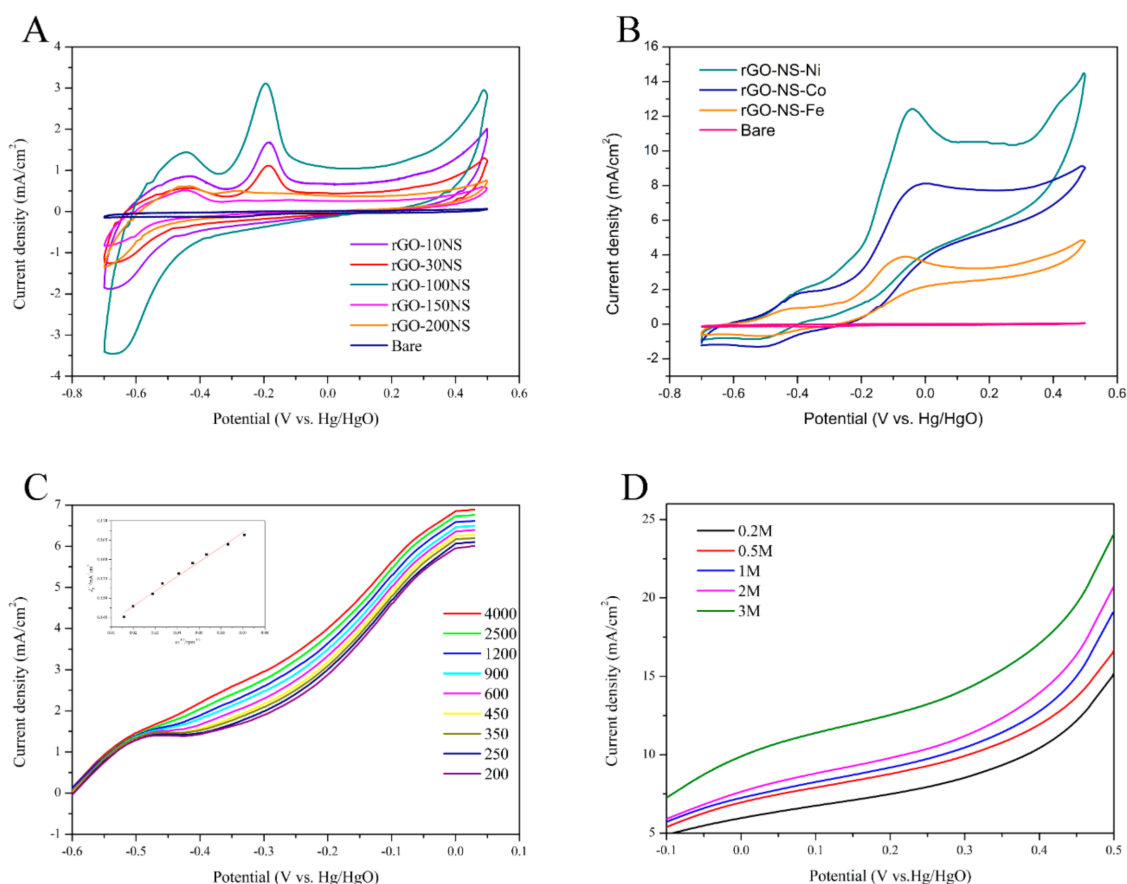 A
Current density (mA/cm2)
4
3
2
1
0
-1
-2
-3
-4
rGO-10NS
rGO-30NS
rGO-100NS
rGO-150NS
rGO-200NS
Bare
-0.8 -0.6 -0.4 -0.2 0.0 0.2 0.4 0.6
Potential (V vs. Hg/HgO)
B
Current density (mA/cm2)
16
14
12
10
8
6
4
2
0
-2
rGO-NS-Ni
rGO-NS-Co
rGO-NS-Fe
Bare
-0.8 -0.6 -0.4 -0.2 0.0 0.2 0.4 0.6
Potential (V vs. Hg/HgO)
C
Current density (mA/cm2)
7
6
5
4
3
2
1
0
-1
4000
2500
1200
900
600
450
350
250
200
-0.6 -0.5 -0.4 -0.3 -0.2 -0.1 0.0 0.1
Potential (V vs.Hg/HgO)
D
Current density (mA/cm2)
25
20
15
10
5
0.2M
0.5M
1M
2M
3M
-0.1 0.0 0.1 0.2 0.3 0.4 0.5
Potential (V vs.Hg/HgO)